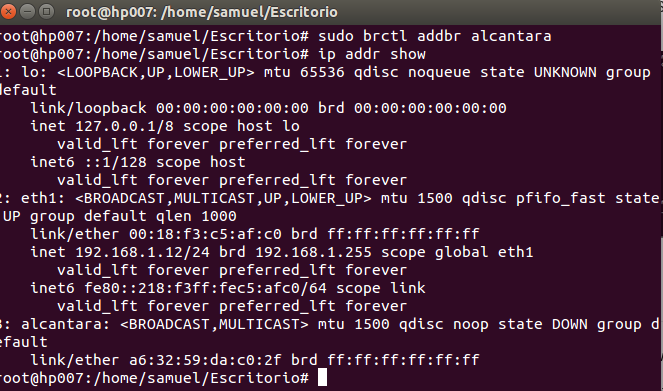 root@hp007: /home/samuel/Escritorio
root@hp007:/home/samuel/Escritorio# sudo brctl addbr alcantara
root@hp007:/home/samuel/Escritorio# ip addr show
1: lo: <LOOPBACK,UP,LOWER_UP> mtu 65536 qdisc noqueue state UNKNOWN group
default
link/loopback 00:00:00:00:00:00 brd 00:00:00:00:00:00
inet 127.0.0.1/8 scope host lo
valid_lft forever preferred_lft forever
inet6 ::1/128 scope host
valid_lft forever preferred_lft forever
2: eth1: <BROADCAST,MULTICAST,UP,LOWER_UP> mtu 1500 qdisc pfifo_fast state
UP group default qlen 1000
link/ether 00:18:f3:c5:af:c0 brd ff:ff:ff:ff:ff:ff
inet 192.168.1.12/24 brd 192.168.1.255 scope global eth1
valid_lft forever preferred_lft forever
inet6 fe80::218:f3ff:fec5:afc0/64 scope link
valid_lft forever preferred_lft forever
3: alcantara: <BROADCAST,MULTICAST> mtu 1500 qdisc noop state DOWN group d
efault
link/ether a6:32:59:da:c0:2f brd ff:ff:ff:ff:ff:ff
root@hp007:/home/samuel/Escritorio#